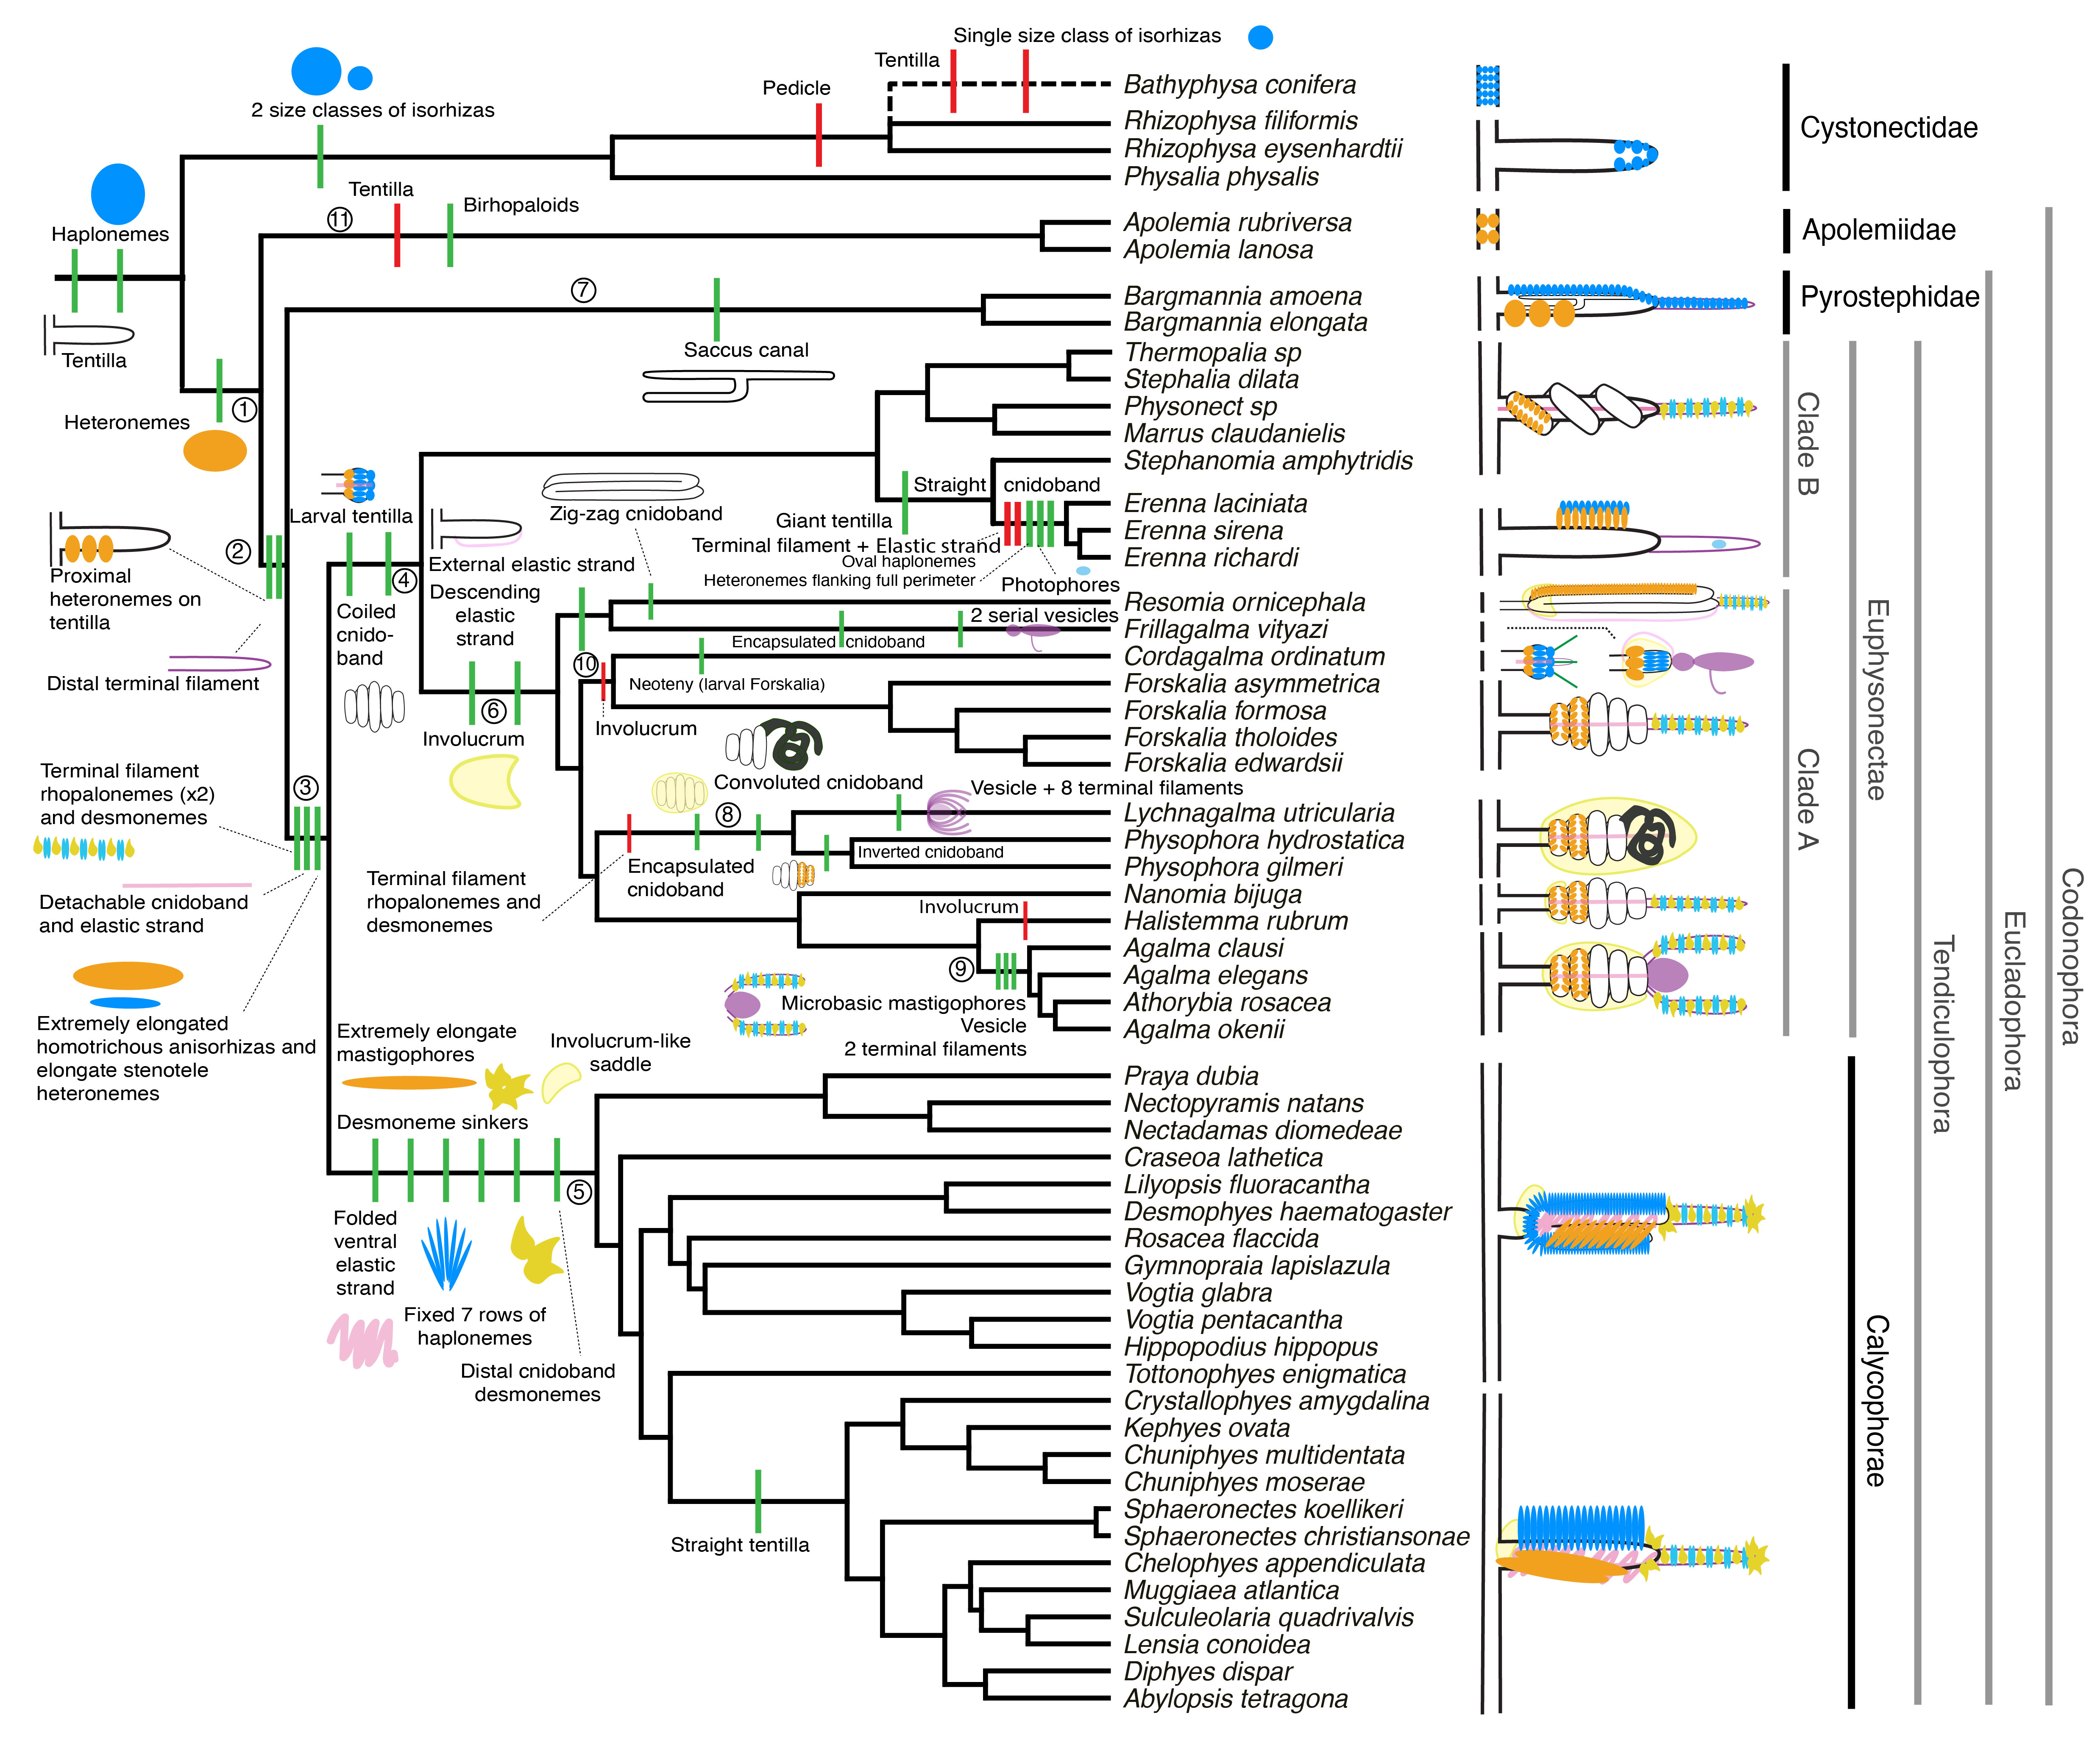 Single size class of isorhizas
Tentilla
Bathyphysa conifera
Pedicle
2 size classes of isorhizas
Rhizophysa filiformis
Rhizophysa eysenhardtii
Physalia physalis
Cystonectidae
Tentilla
11
Birhopaloids
Haplonemes
Apolemia rubriversa
Apolemia lanosa
Apolemiidae
7
Bargmannia amoena
Bargmannia elongata
Pyrostephidae
Tentilla
Saccus canal
Heteronemes
1
Thermopalia sp
Stephalia dilata
Physonect sp
Marrus claudanielis
Stephanomia amphytridis
Erenna laciniata
Erenna sirena
Erenna richardi
Clade B
Straight cnidoband
Giant tentilla
Terminal filament + Elastic strand
Oval haplonemes
Heteronemes flanking full perimeter
Photophores
Zig-zag cnidoband
Larval tentilla
External elastic strand
2
4
Proximal
heteronemes on
tentilla
Coiled
cnido-
band
Descending
elastic
strand
Distal terminal filament
Resomia ornicephala
2 serial vesicles
Frillagalma vityazi
Encapsulated cnidoband
10
Cordagalma ordinatum
Neoteny (larval Forskalia)
Forskalia asymmetrica
Forskalia formosa
Forskalia tholoides
Forskalia edwardsii
6
Involucrum
Involucrum
Convoluted cnidoband
Vesicle + 8 terminal filaments
8
Lychnagalma utricularia
Physophora hydrostatica
Inverted cnidoband
Physophora gilmeri
Encapsulated
cnidoband
Nanomia bijuga
Involucrum
Halistemma rubrum
Agalma clausi
9
Agalma elegans
Athorybia rosacea
Agalma okenii
Clade A
Euphysonectae
Terminal filament
rhopalonemes and
desmonemes
Microbasic mastigophores
Vesicle
2 terminal filaments
3
Terminal filament
rhopalonemes (x2)
and desmonemes
Detachable cnidoband
and elastic strand
Extremely elongated
homotrichous anisorhizas and
elongate stenotele
heteronemes
Extremely elongate
mastigophores
Involucrum-like
saddle
Desmoneme sinkers
5
Folded
ventral
elastic
strand
Fixed 7 rows of
haplonemes
Distal cnidoband
desmonemes
Straight tentilla
Praya dubia
Nectopyramis natans
Nectadamas diomedeae
Craseoa lathetica
Lilyopsis fluoracantha
Desmophyes haematogaster
Rosacea flaccida
Gymnopraia lapislazula
Vogtia glabra
Vogtia pentacantha
Hippopodius hippopus
Tottonophyes enigmatica
Crystallophyes amygdalina
Kephyes ovata
Chuniphyes multidentata
Chuniphyes moserae
Sphaeronectes koellikeri
Sphaeronectes christiansonae
Chelophyes appendiculata
Muggiaea atlantica
Sulculeolaria quadrivalvis
Lensia conoidea
Diphyes dispar
Abylopsis tetragona
Calycophorae
Tendiculophora
Eucladophora
Codonophora